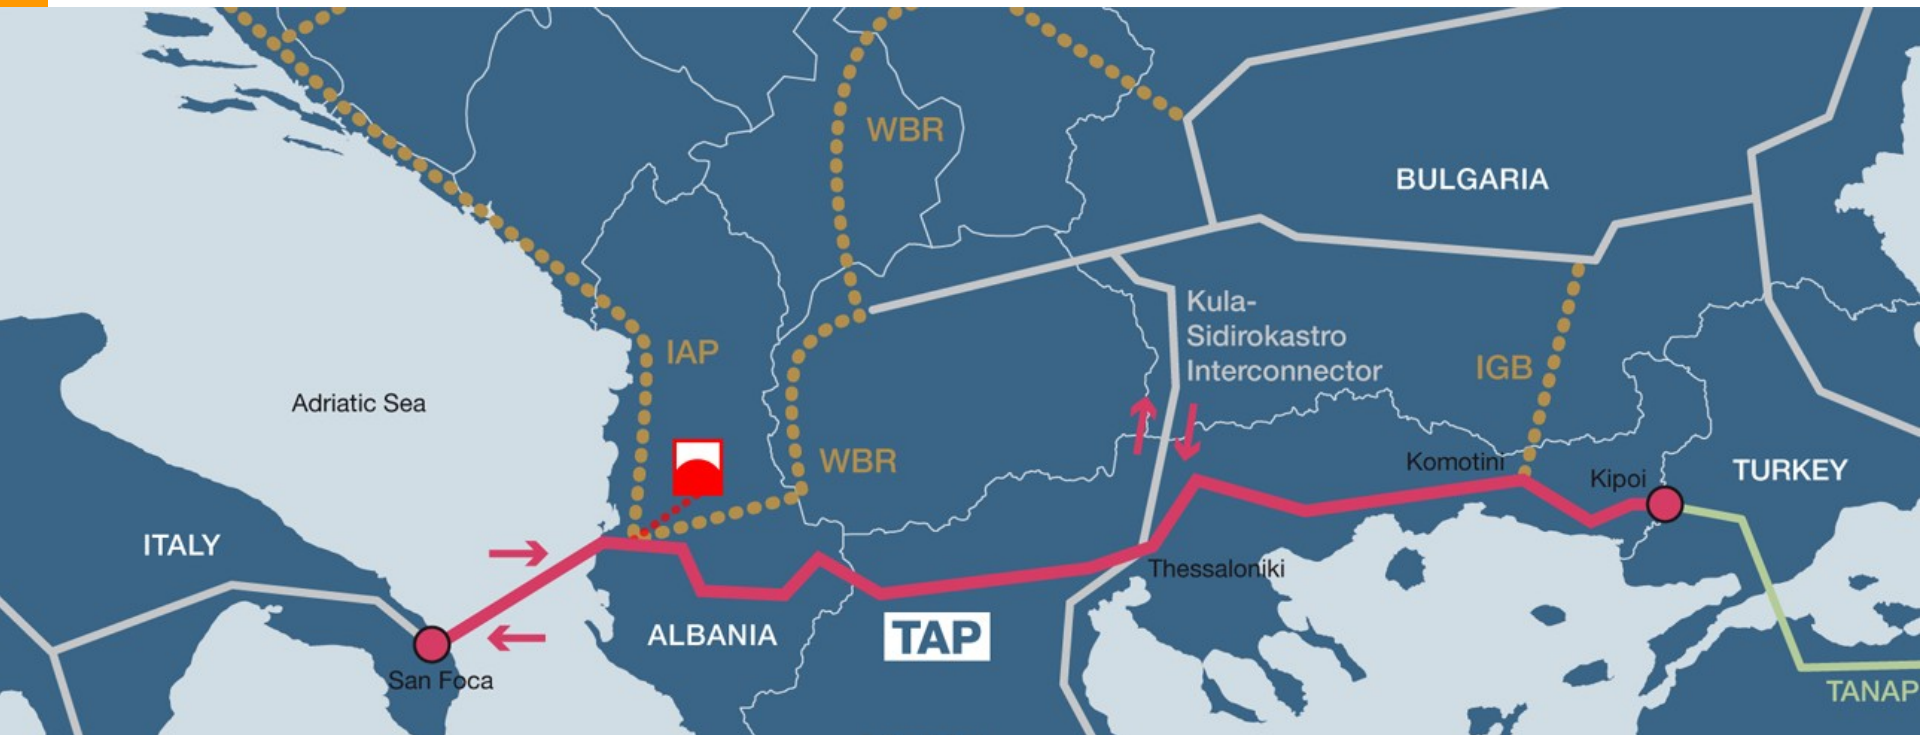 WBR
BULGARIA
Kula-
Sidirokastro
Interconnector
IAP
IGB
Adriatic Sea
WBR
Komotini
Kipoi
TURKEY
ITALY
Thessaloniki
ALBANIA
TAP
San Foca
TANAP